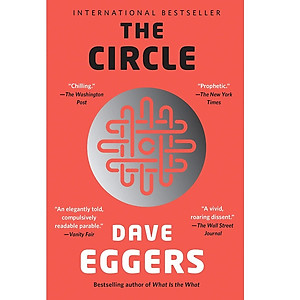 INTERNATIONAL BESTSELLER
THE
CIRCLE
“Chilling.”
—The Washington
Post
“Prophetic.”
—The New York
Times
“An elegantly told,
compulsively
readable parable.”
—Vanity Fair
“A vivid,
roaring dissent.”
—The Wall Street
Journal
DAVE
EGGERS
Bestselling author of What Is the What